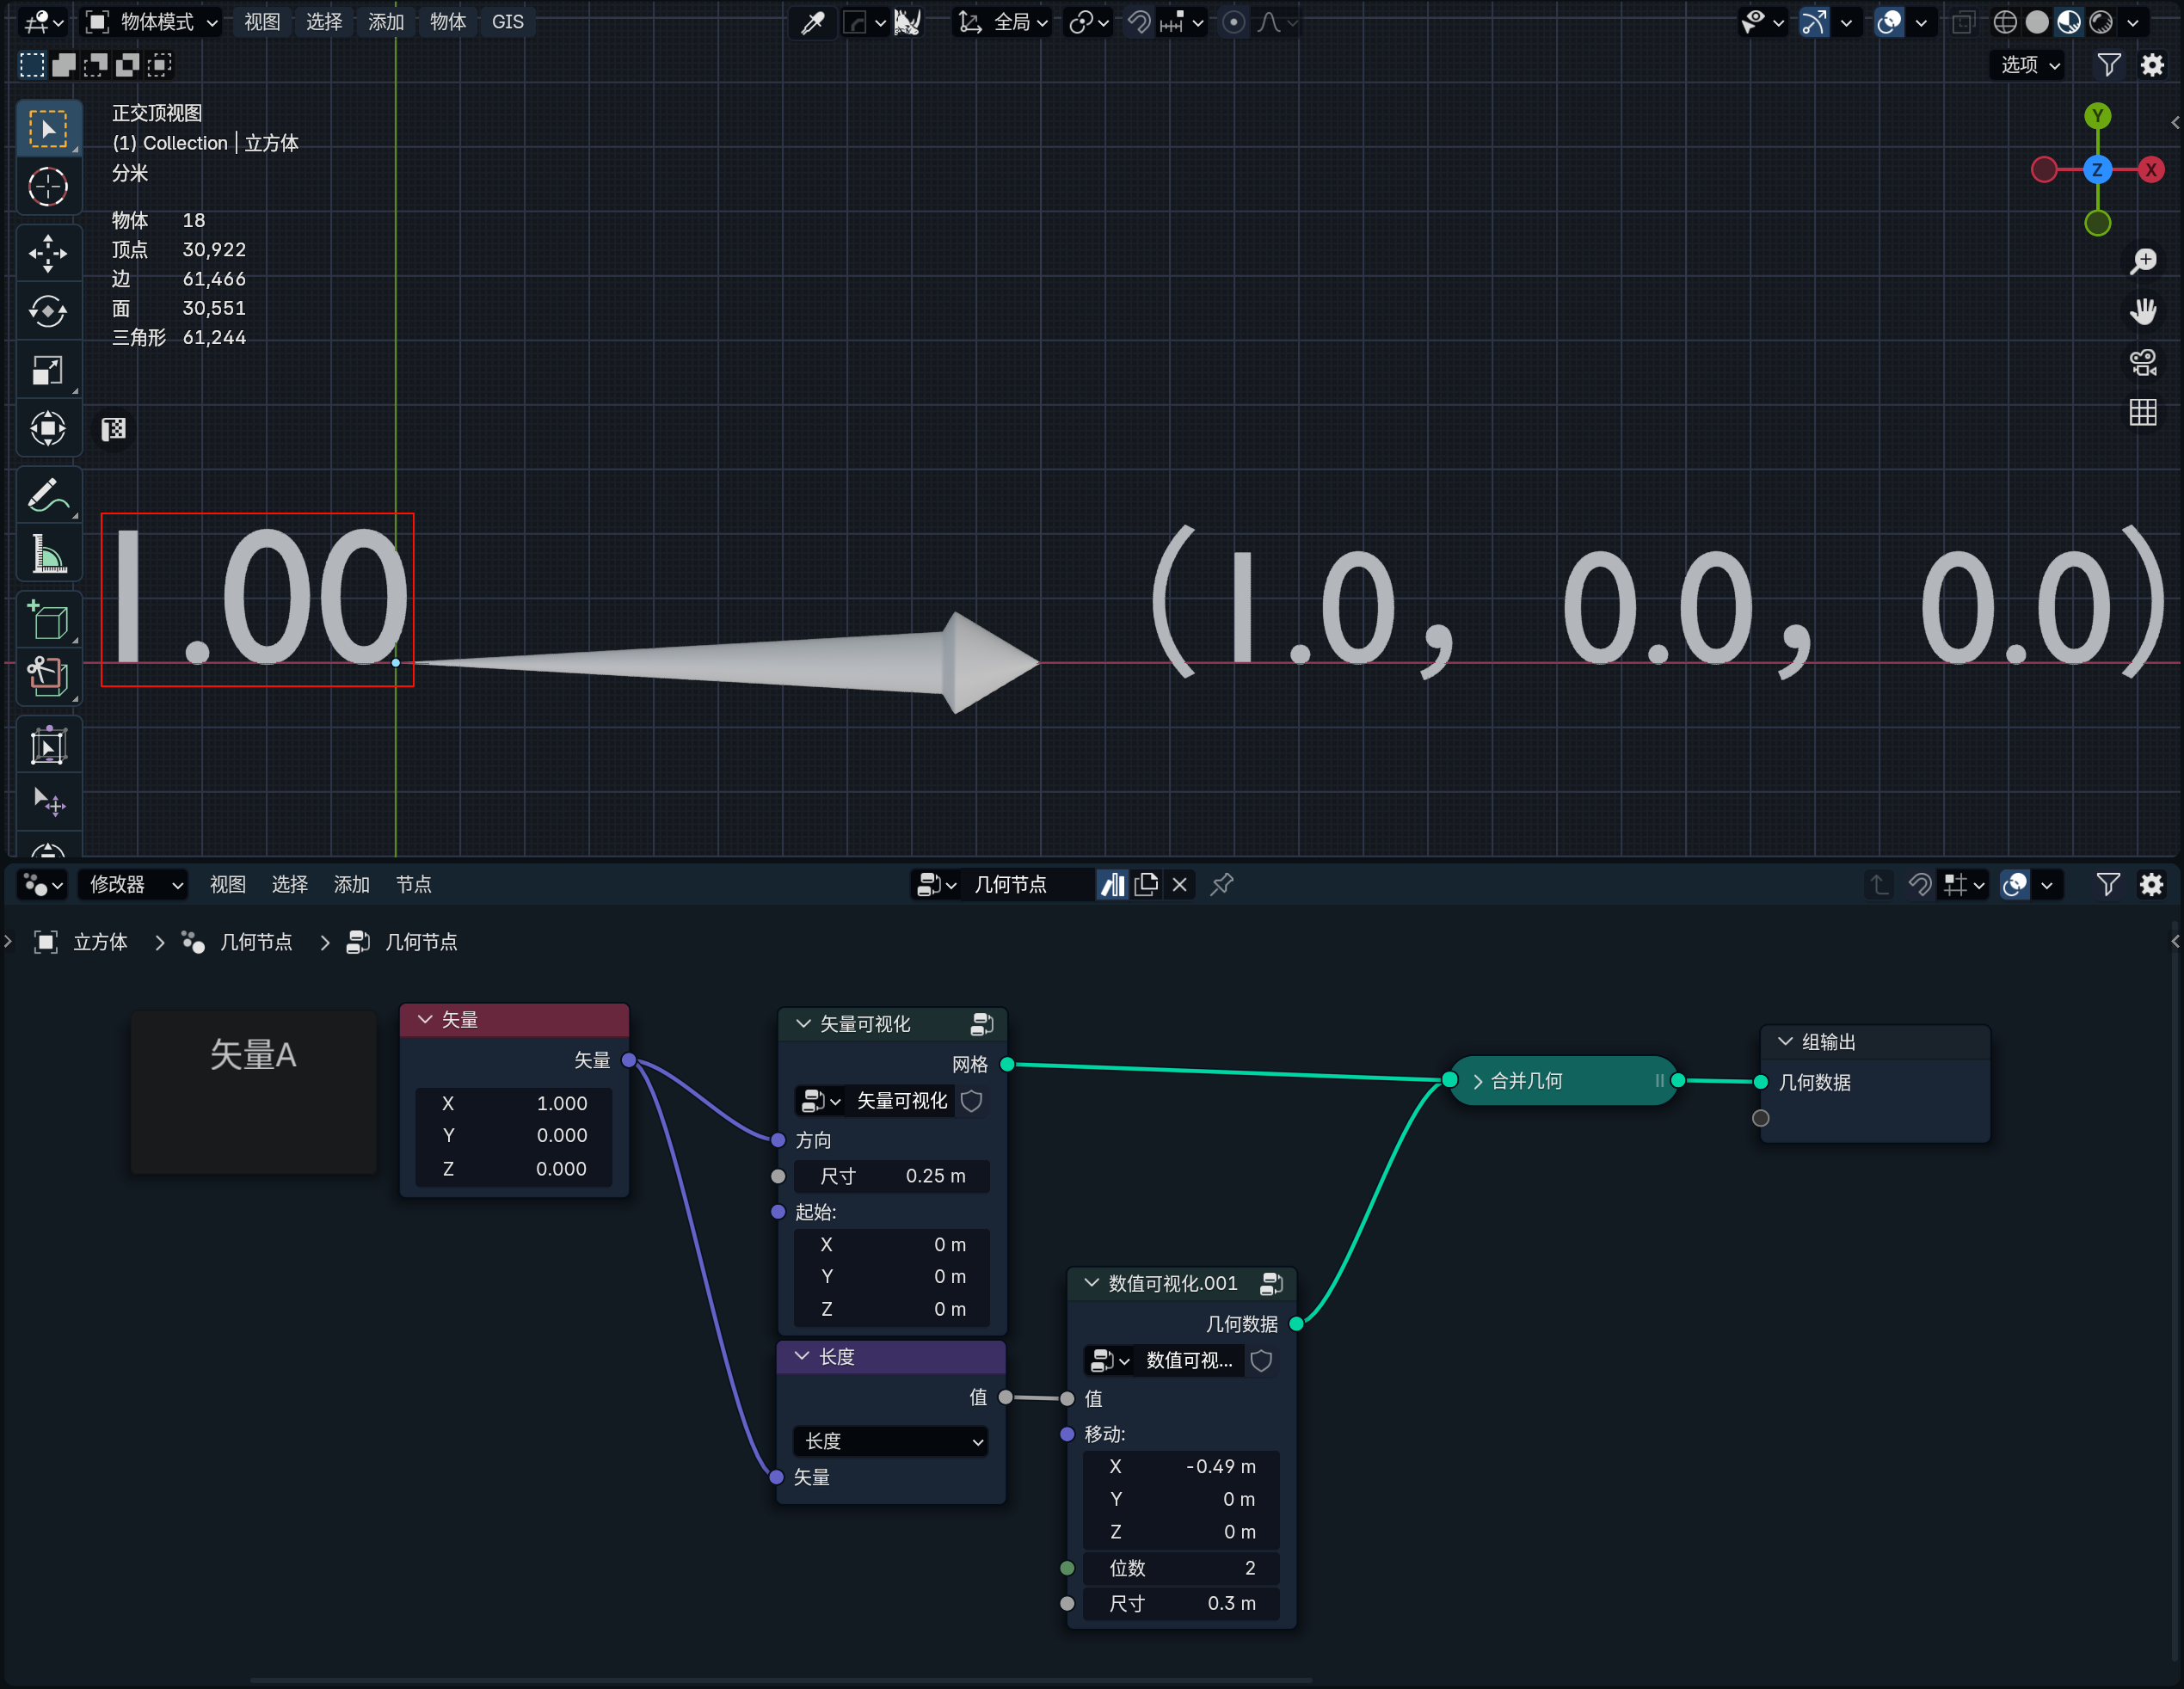 物体模式 视图 选择 添加 物体 GIS 全局
选项
正交顶视图
(1) Collection | 立方体
分米
物体 18
顶点 30,922
边 61,466
面 30,551
三角形 61,244
Y
Z X
1.00 (1.0, 0.0, 0.0)
修改器 视图 选择 添加 节点 几何节点
立方体 几何节点 几何节点
矢量A
矢量
矢量
X 1.000
Y 0.000
Z 0.000
矢量可视化
网格
矢量可视化
方向
尺寸 0.25 m
起始:
X 0 m
Y 0 m
Z 0 m
长度
值
长度
矢量
数值可视化.001
几何数据
数值可视...
值
移动:
X -0.49 m
Y 0 m
Z 0 m
位数 2
尺寸 0.3 m
合并几何
组输出
几何数据